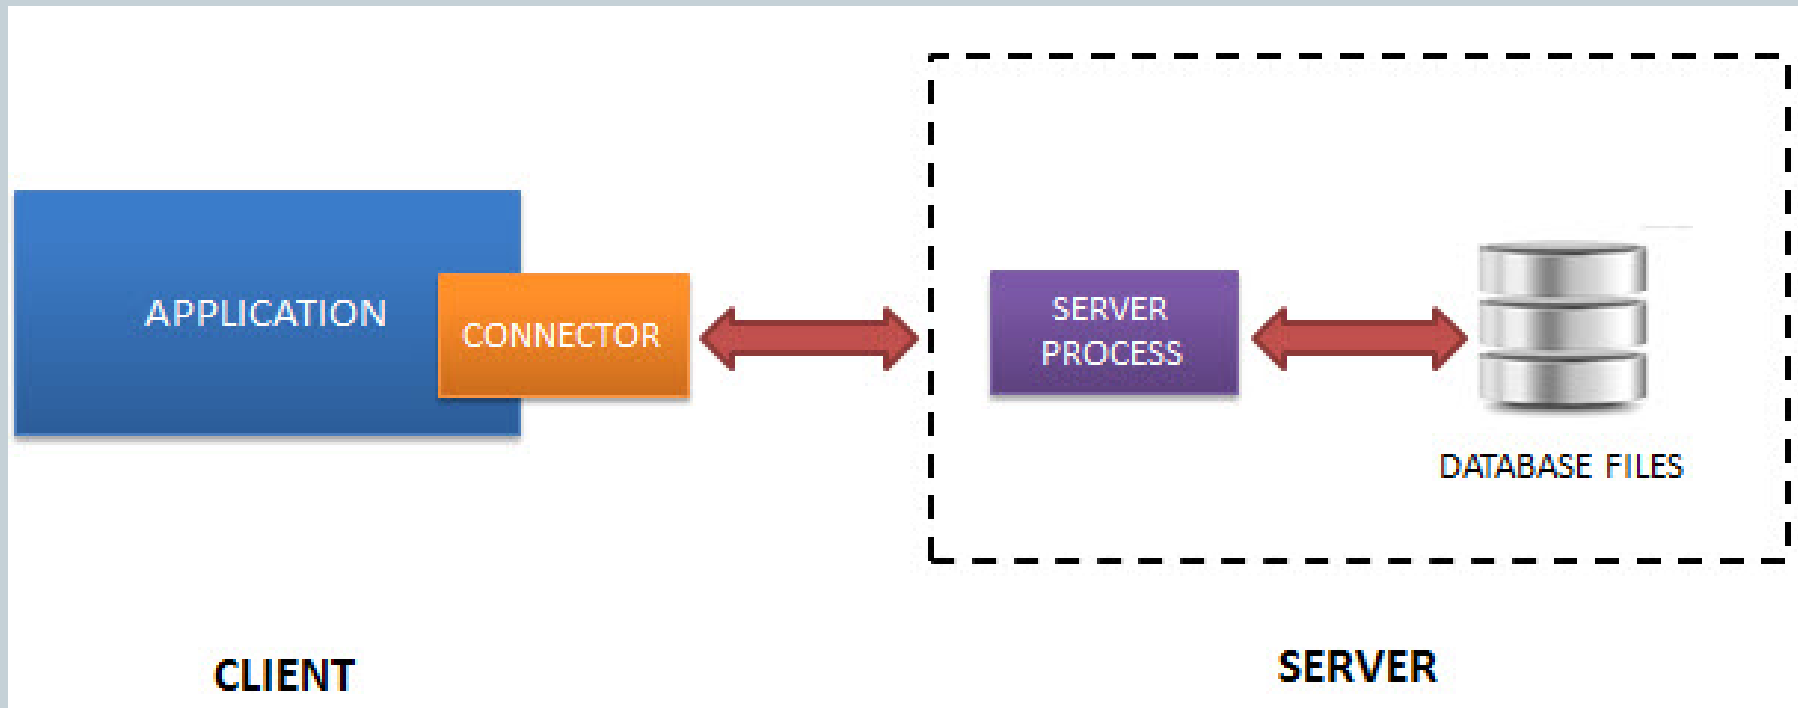 APPLICATION
CONNECTOR
SERVER
PROCESS
DATABASE FILES
CLIENT
SERVER